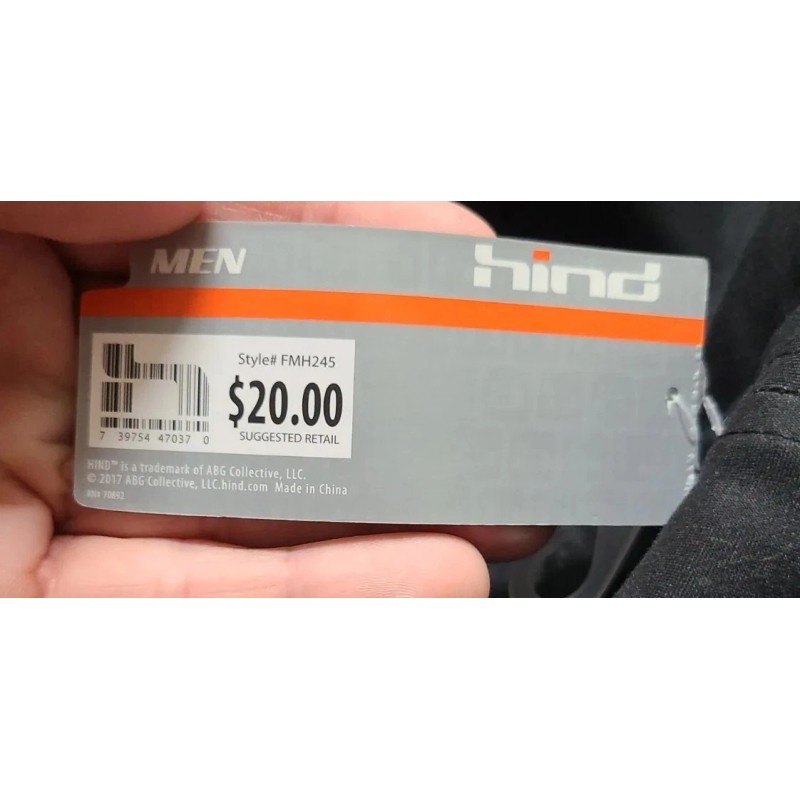 MEN
hind
Style# FMH245
$20.00
SUGGESTED RETAIL
7 39754 47037 0
HIND™ is a trademark of ABG Collective, LLC.
© 2017 ABG Collective, LLC.hind.com Made in China